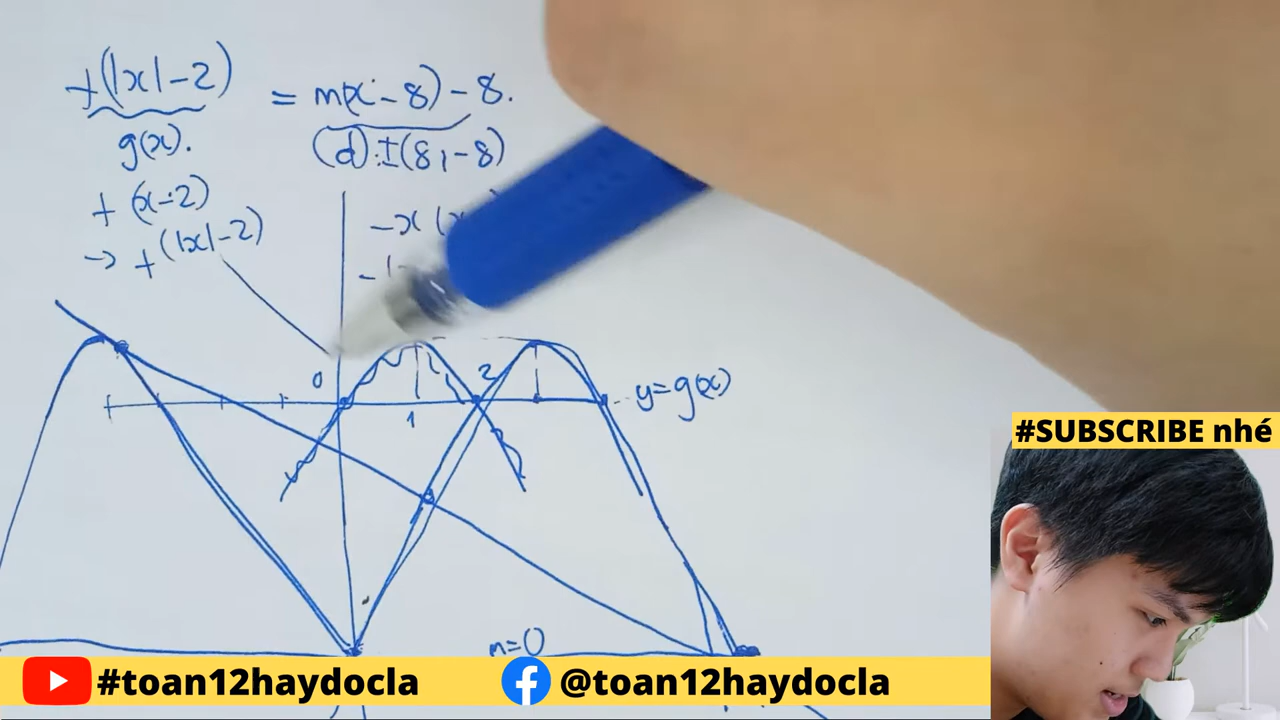 +(|x|-2) = m(x-8)-8.
g(x).
(d):I(8;-8)
+(x-2)
→ +(|x|-2)
-x(
-
0
1
2
y=g(x)
m=0
#SUBSCRIBE nhé
#toan12haydocla
@toan12haydocla